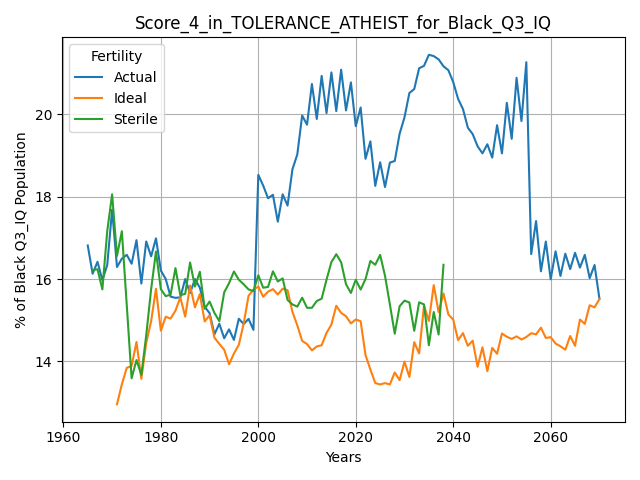 Score_4_in_TOLERANCE_ATHEIST_for_Black_Q3_IQ
Fertility
Actual
Ideal
Sterile
% of Black Q3_IQ Population
20
18
16
14
1960
1980
2000
2020
2040
2060
Years